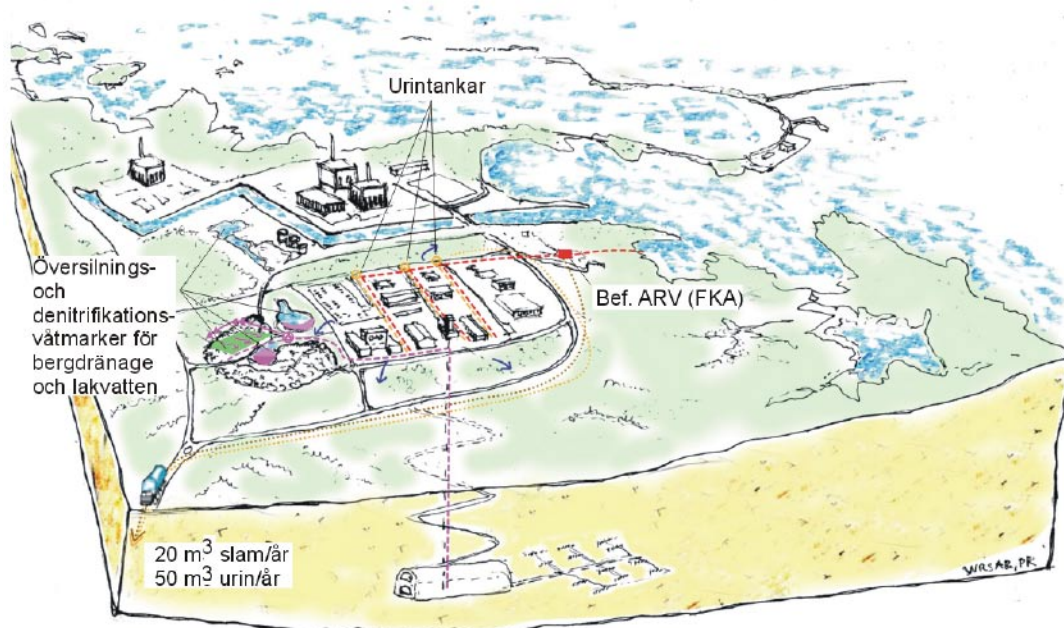 Urintankar
Översilnings-
och
denitrifikations-
våtmarker för
bergdränage
och lakvatten
Bef. ARV (FKA)
20 m³ slam/år
50 m³ urin/år
WRSAB, PR